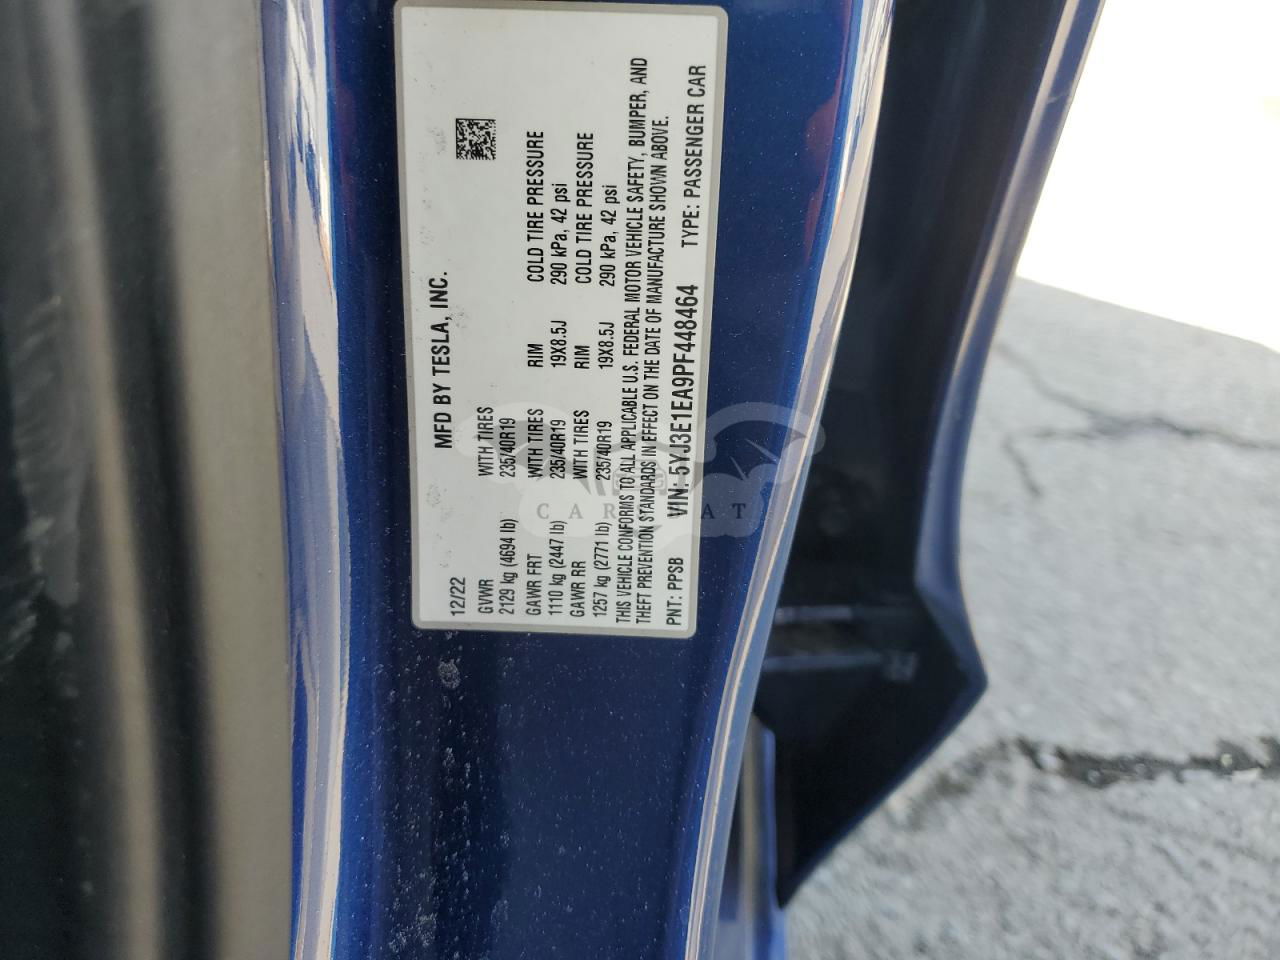 MFD BY TESLA, INC.
12/22
GVWR WITH TIRES
2129 kg (4694 lb) 235/40R19
GAWR FRT WITH TIRES RIM COLD TIRE PRESSURE
1110 kg (2447 lb) 235/40R19 19X8.5J 290 kPa, 42 psi
GAWR RR WITH TIRES RIM COLD TIRE PRESSURE
1257 kg (2771 lb) 235/40R19 19X8.5J 290 kPa, 42 psi
THIS VEHICLE CONFORMS TO ALL APPLICABLE U.S. FEDERAL MOTOR VEHICLE SAFETY, BUMPER, AND
THEFT PREVENTION STANDARDS IN EFFECT ON THE DATE OF MANUFACTURE SHOWN ABOVE.
PNT: PPSB VIN: 5YJ3E1EA9PF448464 TYPE: PASSENGER CAR